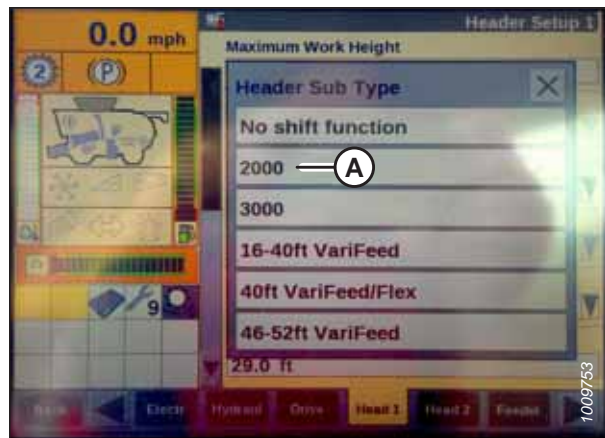 0.0 mph
Header Setup 1
Maximum Work Height
2
(P)
Header Sub Type
No shift function
2000
A
3000
16-40ft VariFeed
40ft VariFeed/Flex
46-52ft VariFeed
9
29.0 ft
Back
Electr
Hydraul
Drive
Head 1
Head 2
Feeder
1009753